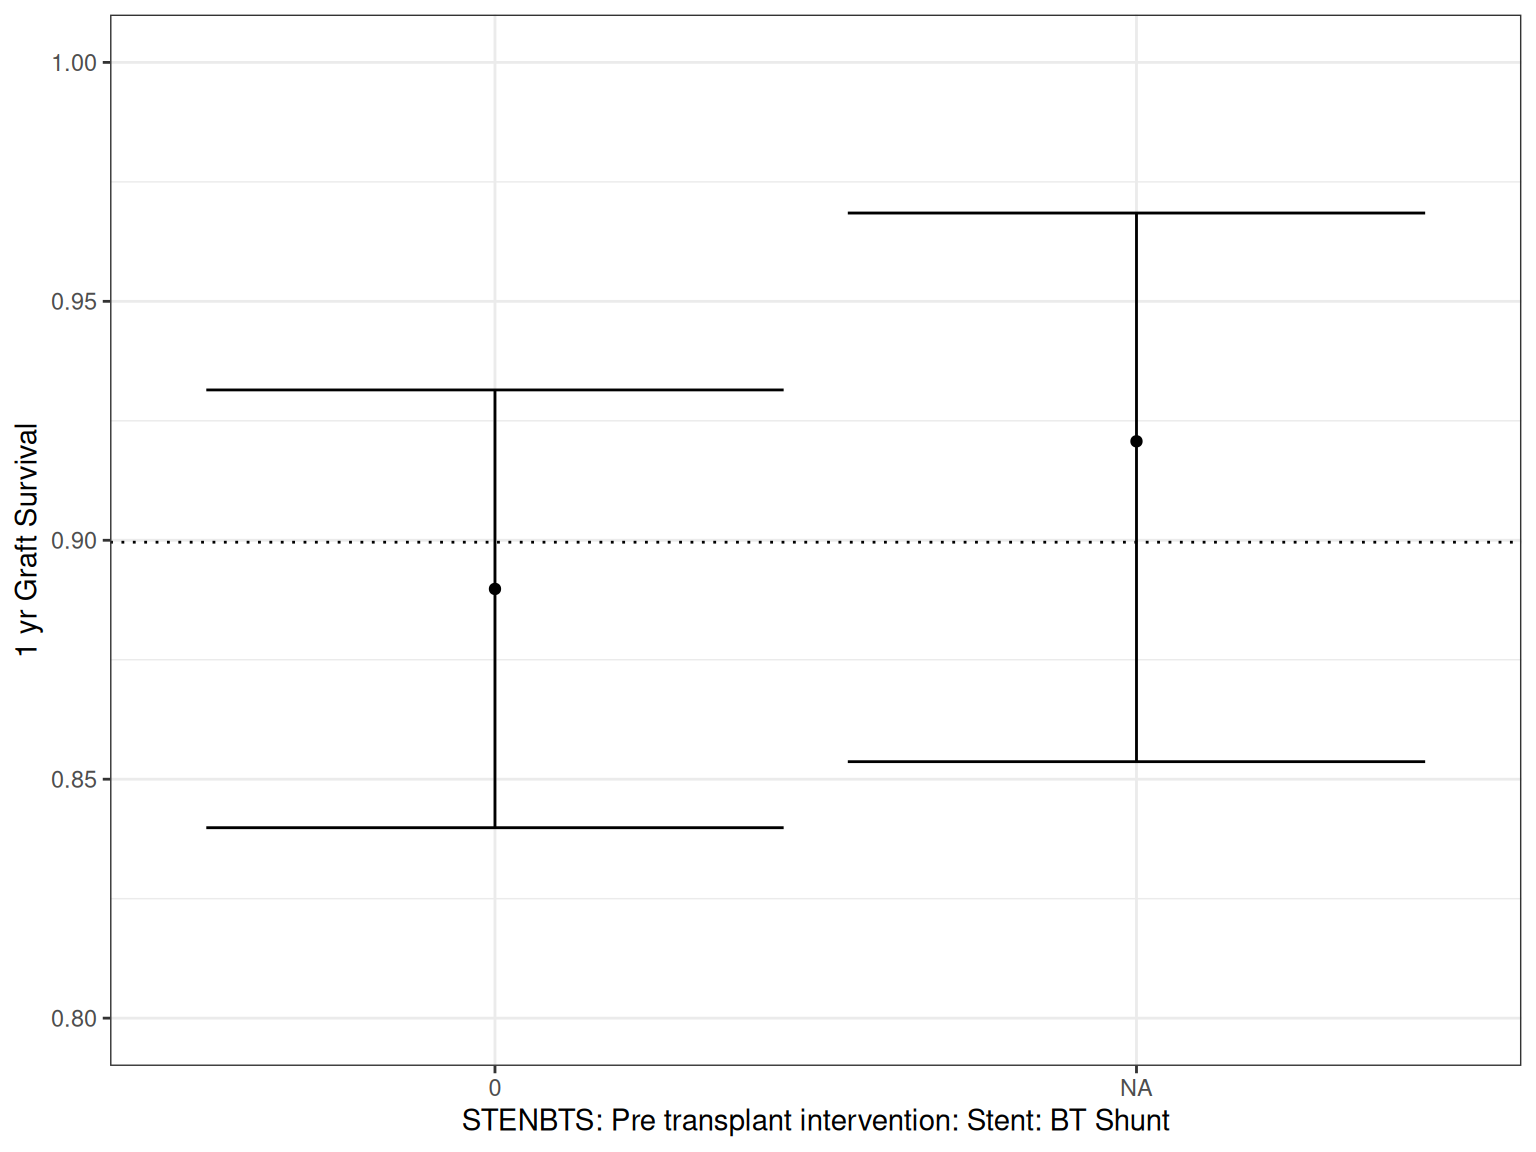 1.00
0.95
0.90
0.85
0.80
1 yr Graft Survival
0
NA
STENBTS: Pre transplant intervention: Stent: BT Shunt